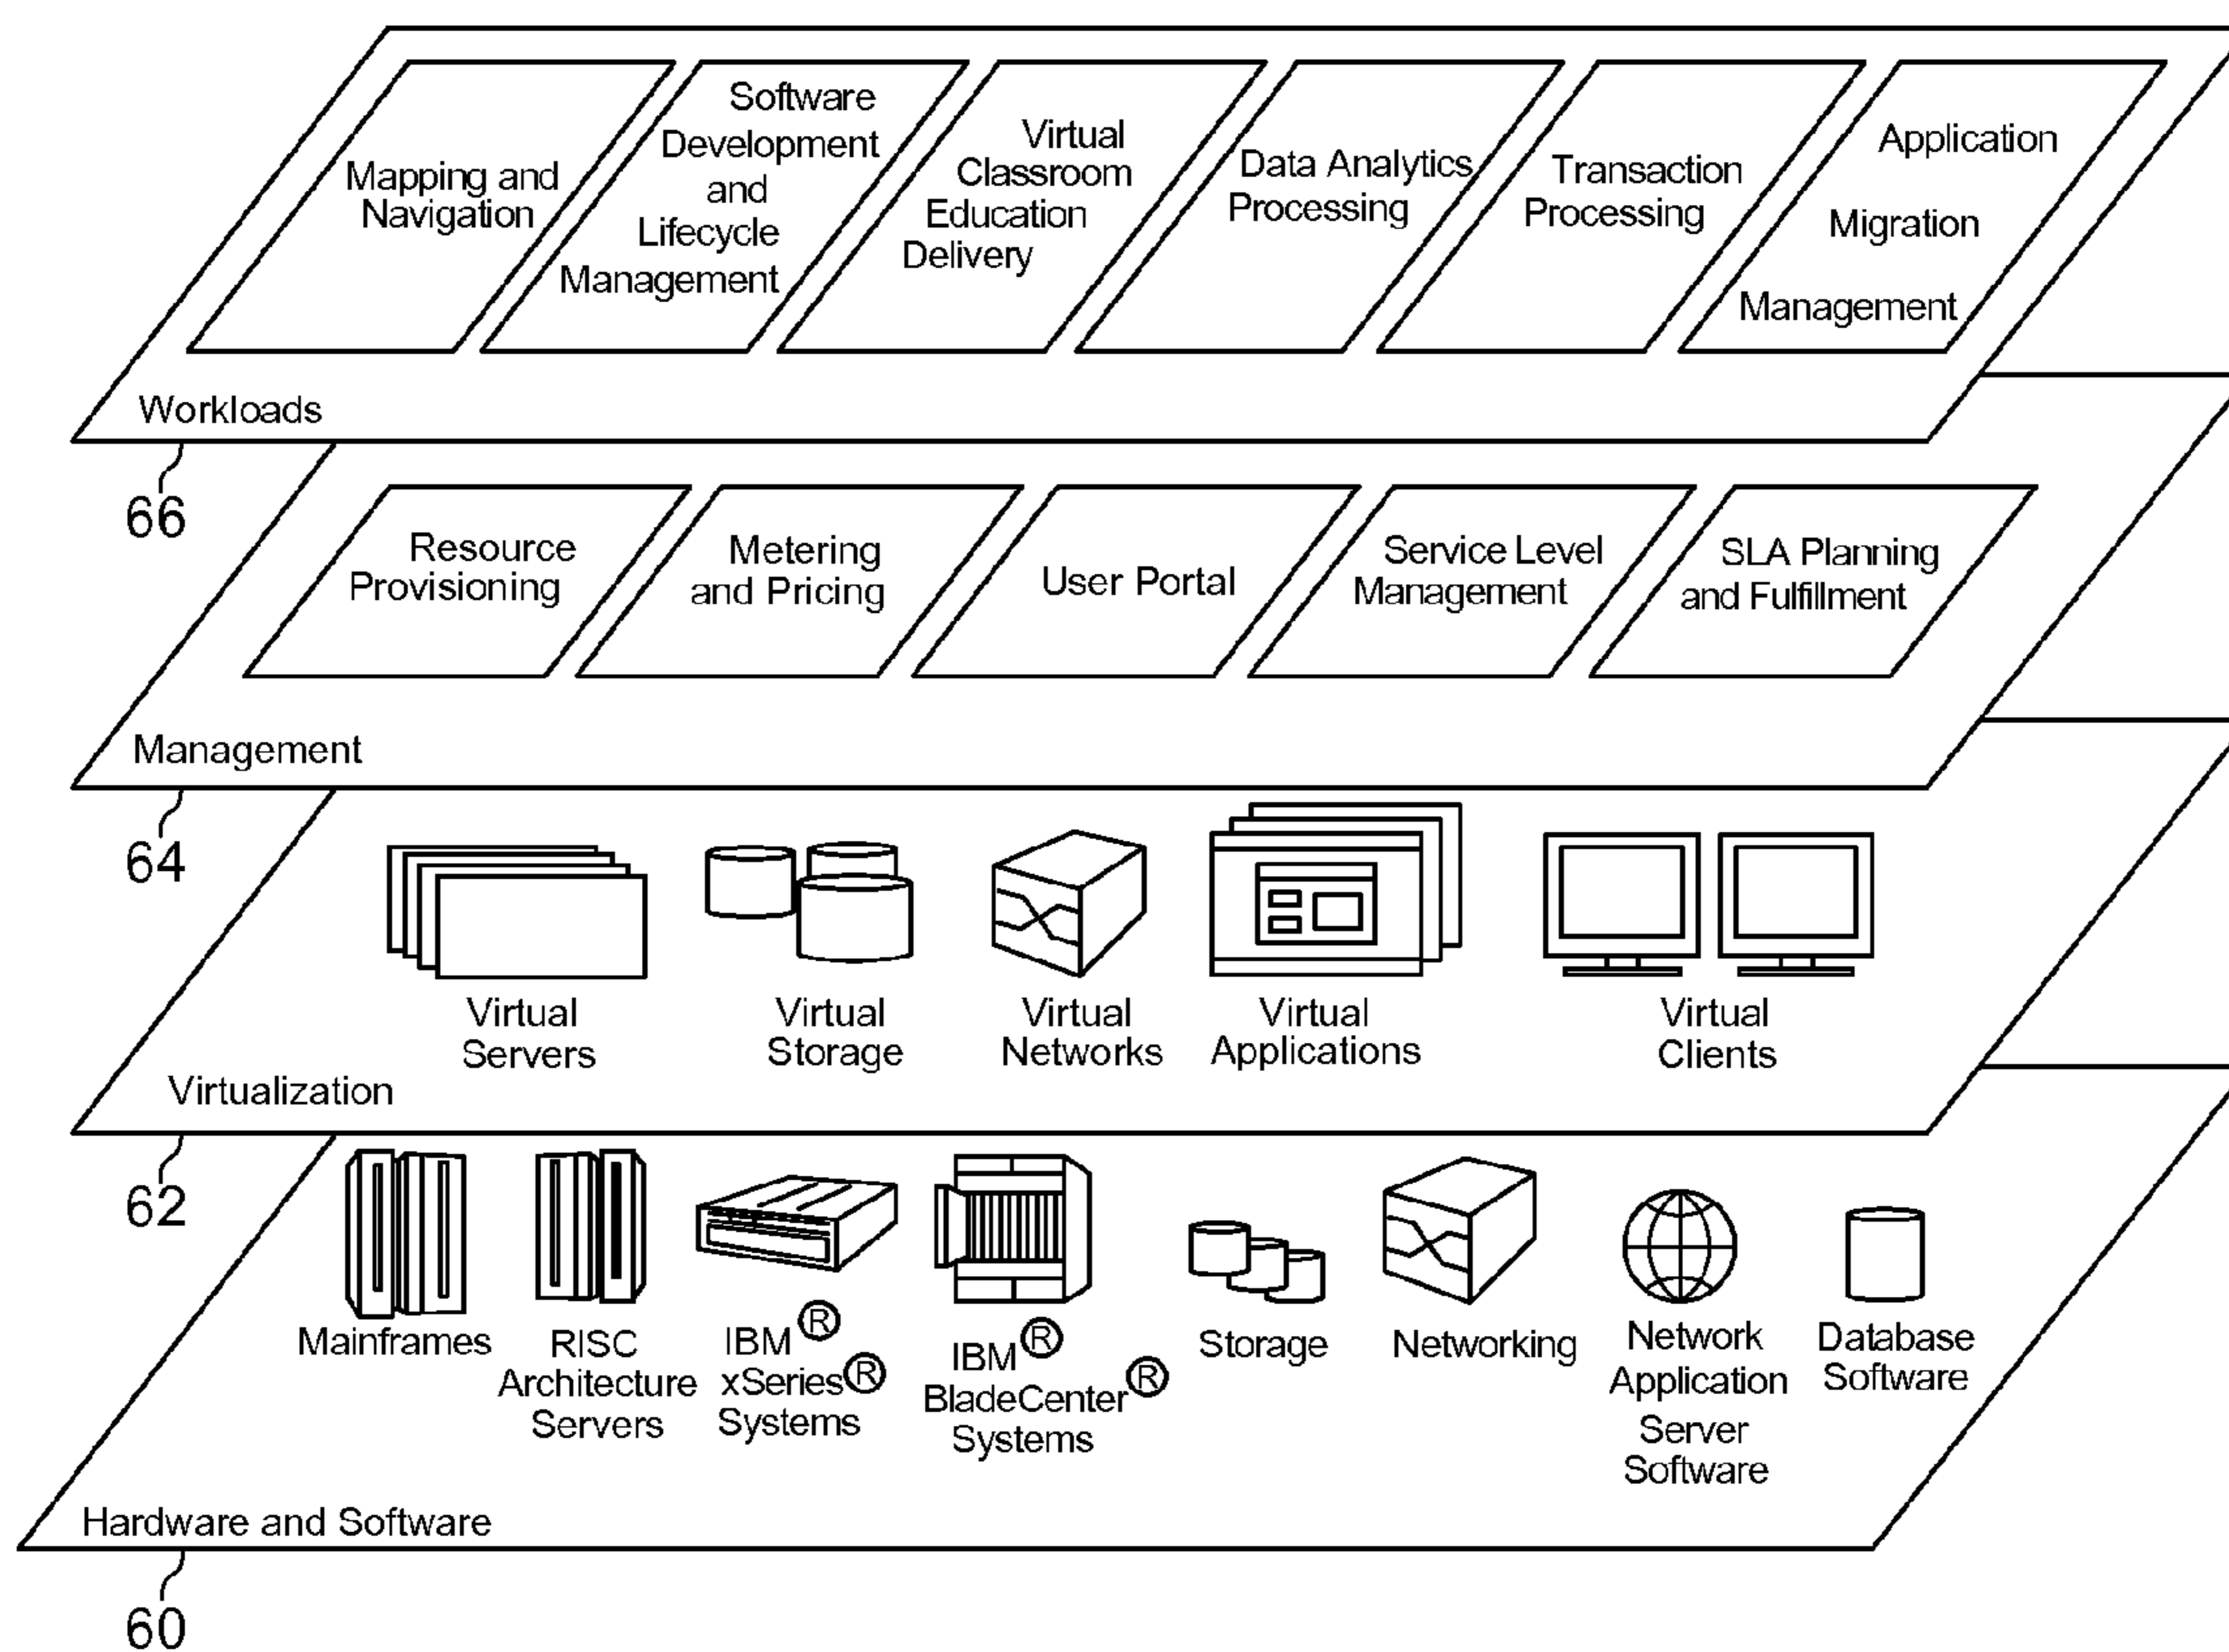 Mapping and
Navigation
Software
Development
and
Lifecycle
Management
Virtual
Classroom
Education
Delivery
Data Analytics
Processing
Transaction
Processing
Application
Migration
Management
Workloads
66
Resource
Provisioning
Metering
and Pricing
User Portal
Service Level
Management
SLA Planning
and Fulfillment
Management
64
Virtual
Servers
Virtual
Storage
Virtual
Networks
Virtual
Applications
Virtual
Clients
Virtualization
62
Mainframes
RISC
Architecture
Servers
IBM ®
xSeries®
Systems
IBM®
BladeCenter®
Systems
Storage
Networking
Network
Application
Server
Software
Database
Software
Hardware and Software
60